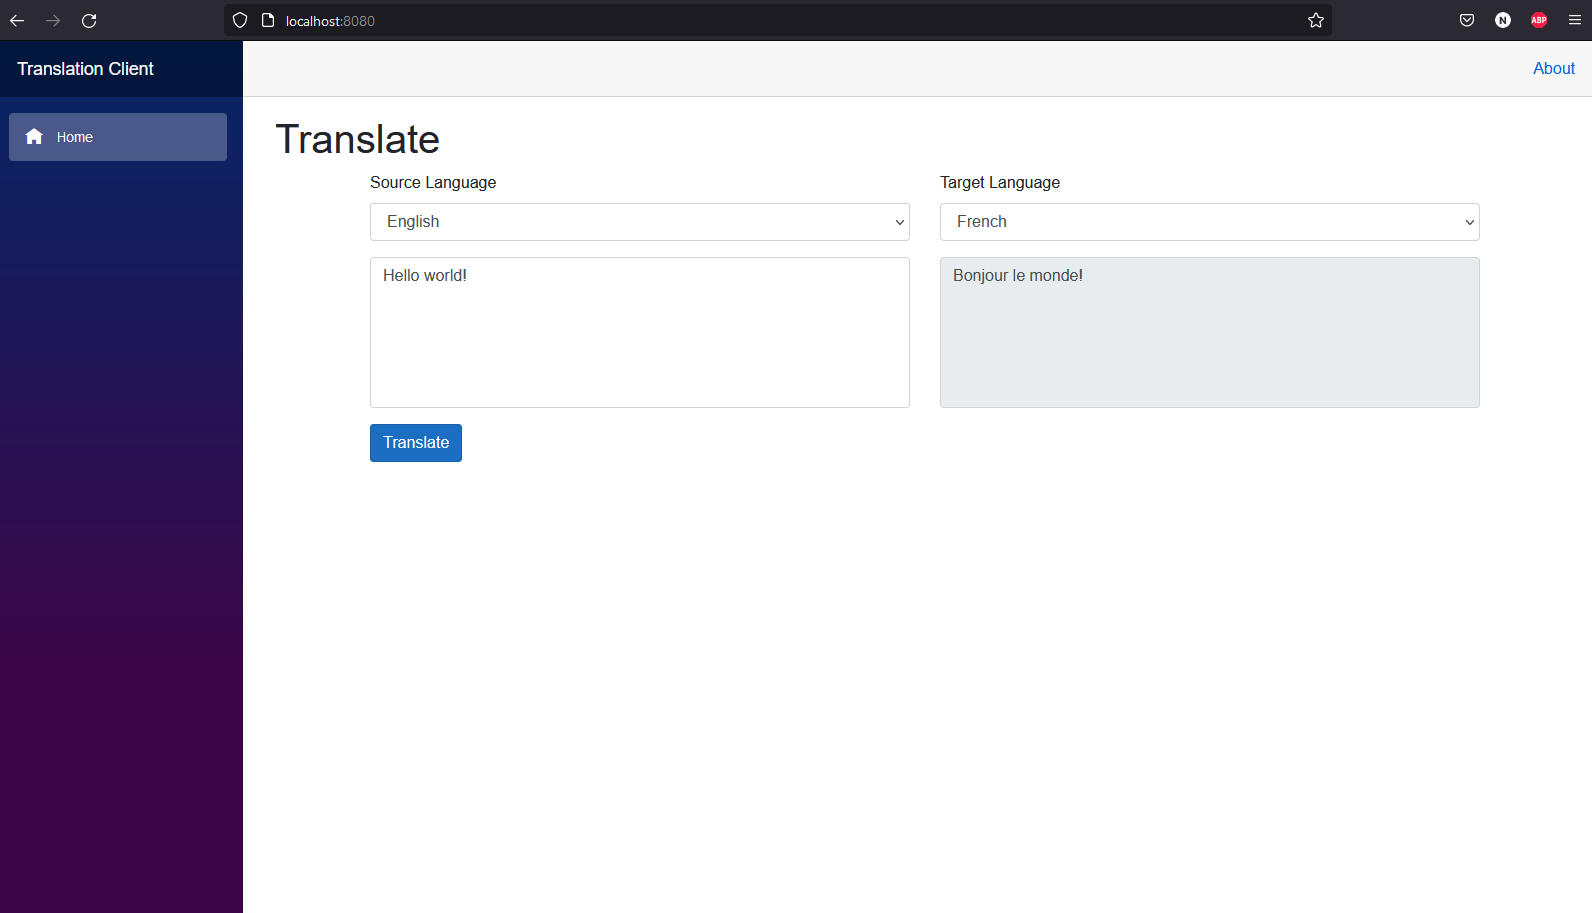 localhost:8080
N
ABP
Translation Client
About
Home
Translate
Source Language
Target Language
English
French
Hello world!
Bonjour le monde!
Translate